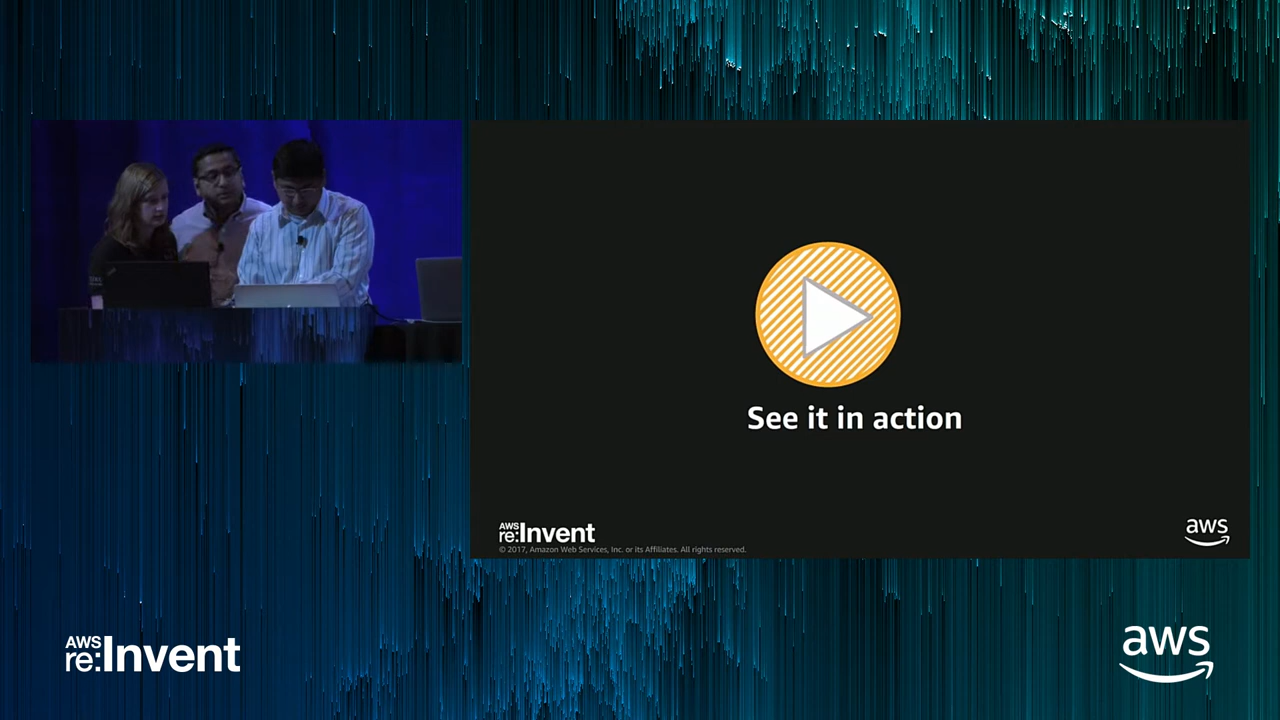 See it in action
AWS
re:Invent
© 2017, Amazon Web Services, Inc. or its Affiliates. All rights reserved.
aws
AWS
re:Invent
aws